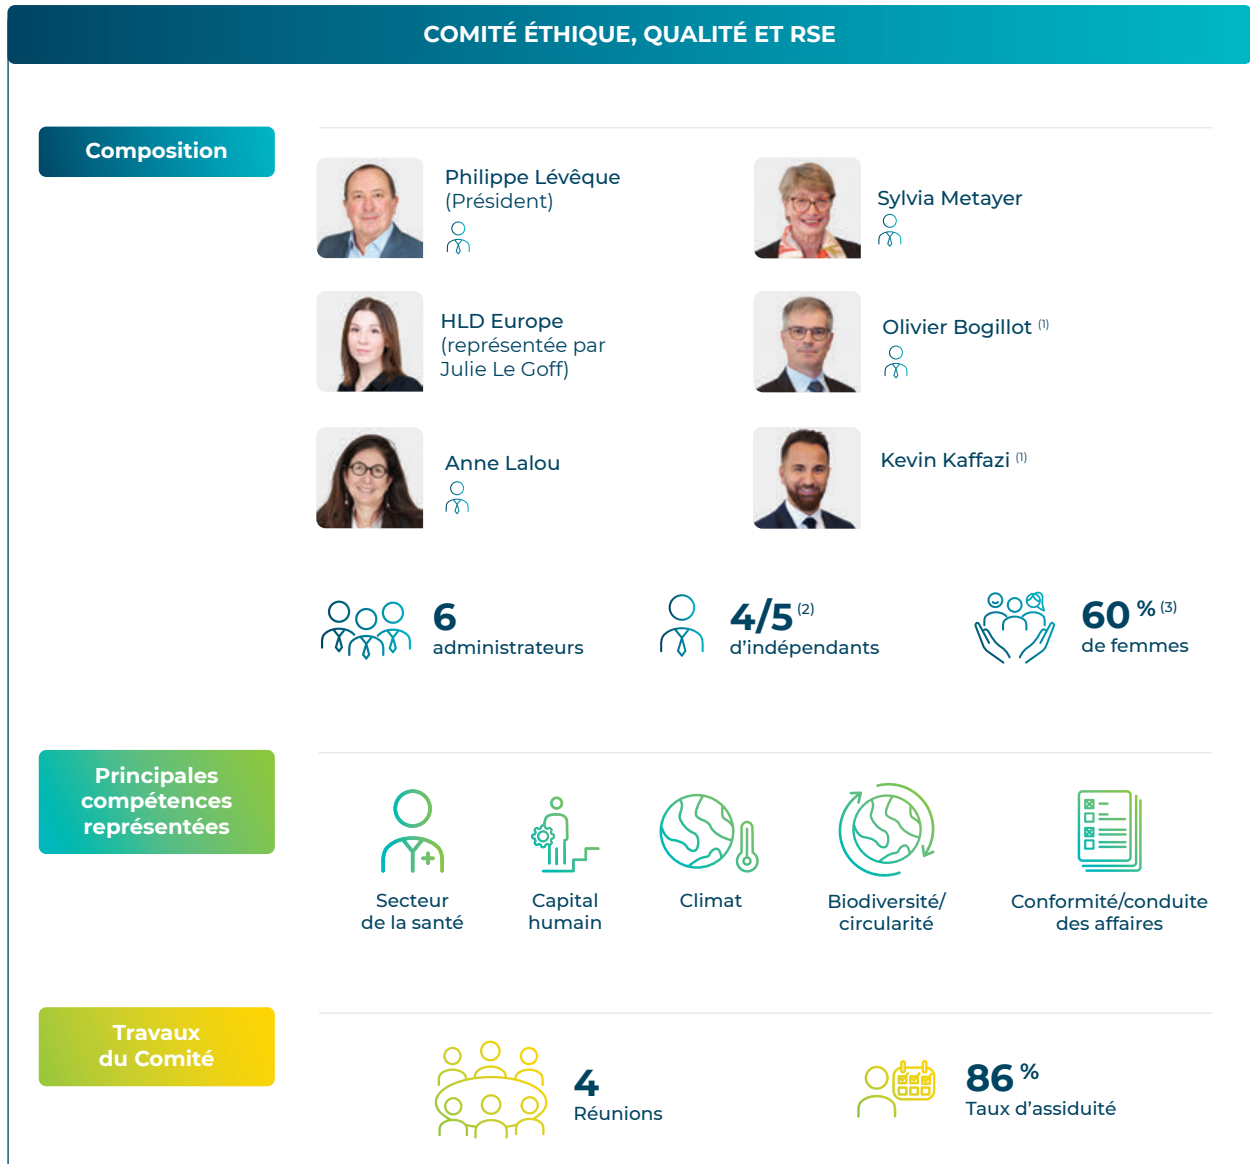 COMITÉ ÉTHIQUE, QUALITÉ ET RSE
Composition
Philippe Lévêque
(Président)
Sylvia Metayer
HLD Europe
(représentée par
Julie Le Goff)
Olivier Bogillot (1)
Anne Lalou
Kevin Kaffazi (1)
6
administrateurs
4/5 (2)
d'indépendants
60 % (3)
de femmes
Principales
compétences
représentées
Secteur
de la santé
Capital
humain
Climat
Biodiversité/
circularité
Conformité/conduite
des affaires
Travaux
du Comité
4
Réunions
86 %
Taux d'assiduité